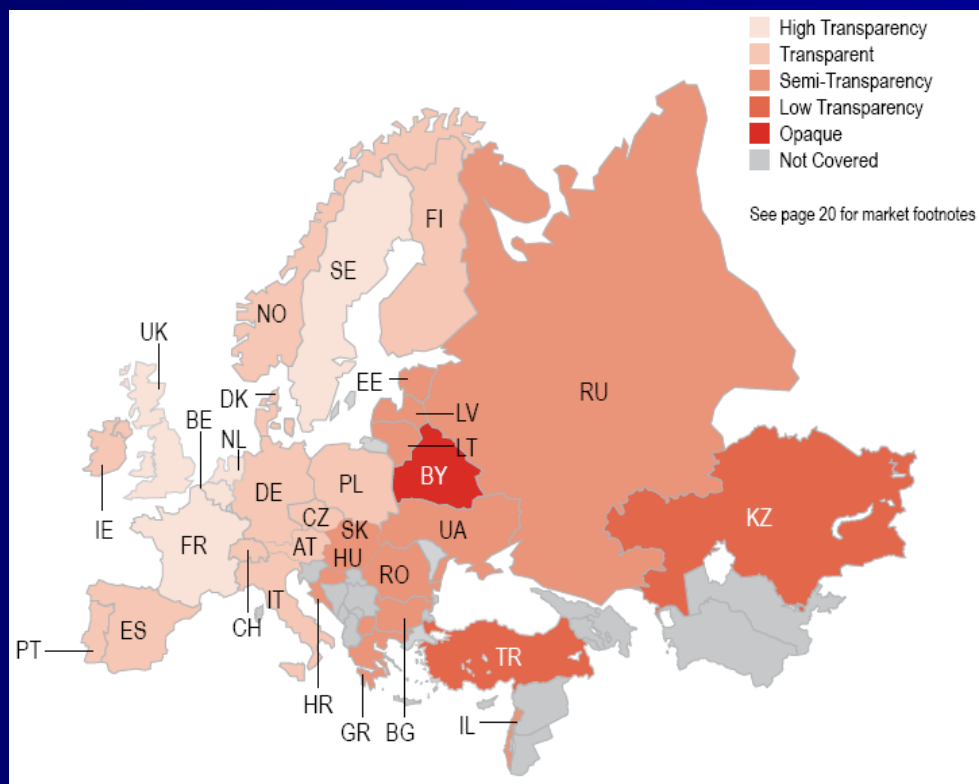 High Transparency
Transparent
Semi-Transparency
Low Transparency
Opaque
Not Covered
See page 20 for market footnotes
FI
SE
NO
UK
EE
RU
DK
BE
LV
NL
LT
BY
PL
DE
IE
CZ
KZ
SK
UA
FR
AT
HU
RO
IT
ES
CH
PT
TR
HR
GR
BG
IL